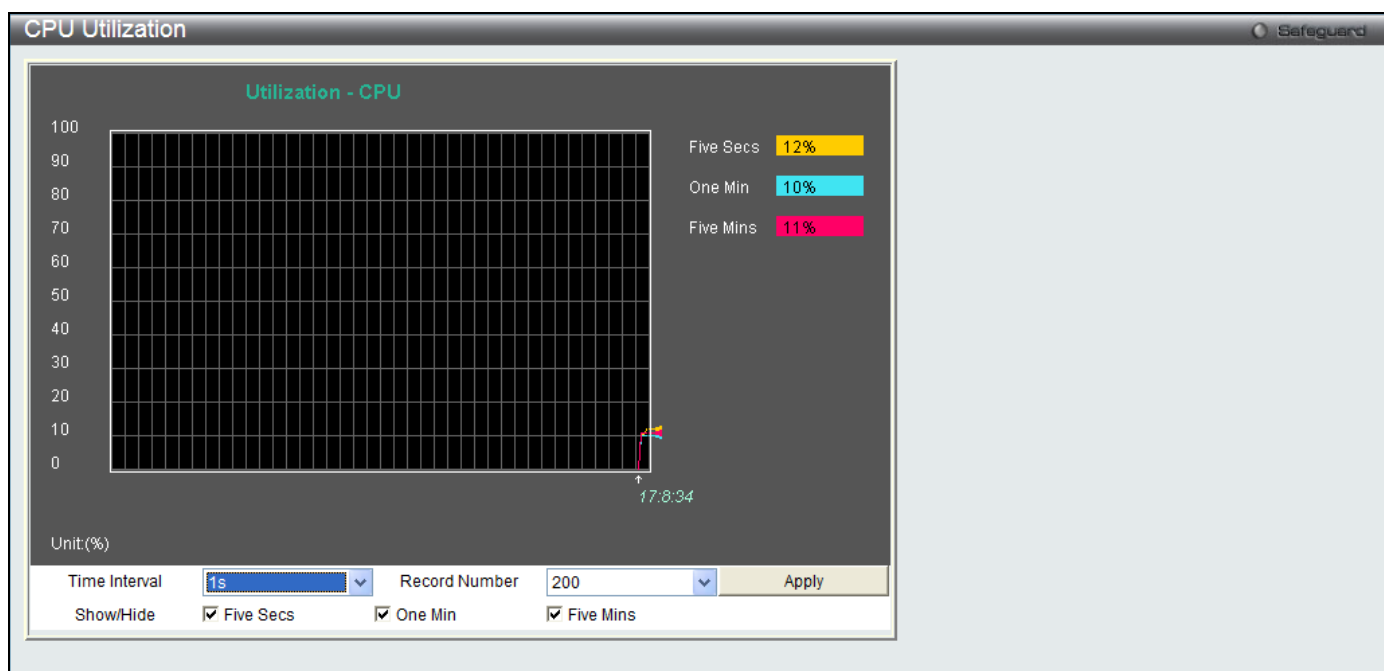 CPU Utilization
Safeguard
Utilization - CPU
100
90
80
70
60
50
40
30
20
10
0
Five Secs 12%
One Min 10%
Five Mins 11%
17:8:34
Unit:(%)
Time Interval 1s Record Number 200 Apply
Show/Hide Five Secs One Min Five Mins